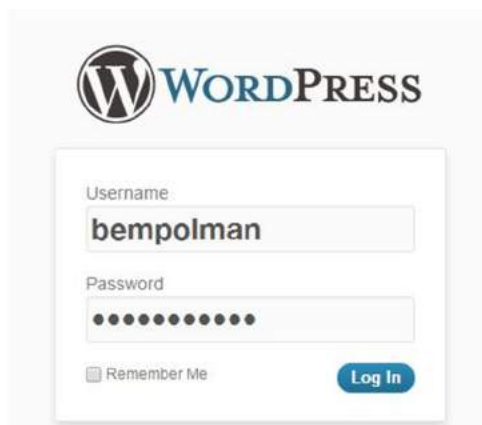 WORDPRESS
Username
bempolman
Password
•••••••••••
Remember Me
Log In